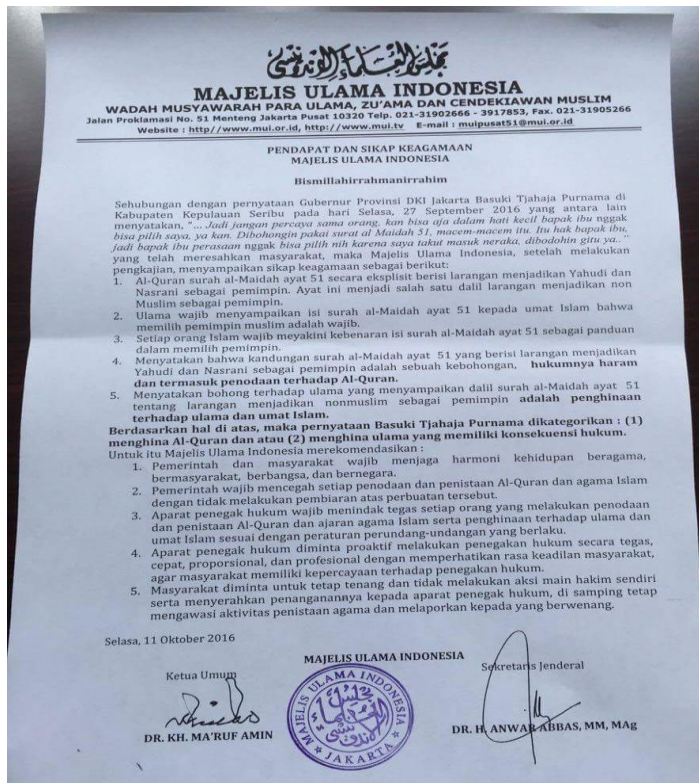 مجلس العلماء الإندونيسي
MAJELIS ULAMA INDONESIA
WADAH MUSYAWARAH PARA ULAMA, ZU'AMA DAN CENDEKIAWAN MUSLIM
Jalan Proklamasi No. 51 Menteng Jakarta Pusat 10320 Telp. 021-31902666 - 3917853, Fax. 021-31905266
Website : http//www.mui.or.id, http://www.mui.tv E-mail : muipusat51@mui.or.id
PENDAPAT DAN SIKAP KEAGAMAAN
MAJELIS ULAMA INDONESIA
Bismillahirrahmanirrahim
Sehubungan dengan pernyataan Gubernur Provinsi DKI Jakarta Basuki Tjahaja Purnama di
Kabupaten Kepulauan Seribu pada hari Selasa, 27 September 2016 yang antara lain
menyatakan, "... Jadi jangan percaya sama orang, kan bisa aja dalam hati kecil bapak ibu nggak
bisa pilih saya, ya kan. Dibohongin pakai surat al Maidah 51, macem-macem itu. Itu hak bapak ibu,
jadi bapak ibu perasaan nggak bisa pilih nih karena saya takut masuk neraka, dibodohin gitu ya.."
yang telah meresahkan masyarakat, maka Majelis Ulama Indonesia, setelah melakukan
pengkajian, menyampaikan sikap keagamaan sebagai berikut:
1. Al-Quran surah al-Maidah ayat 51 secara eksplisit berisi larangan menjadikan Yahudi dan
Nasrani sebagai pemimpin. Ayat ini menjadi salah satu dalil larangan menjadikan non
Muslim sebagai pemimpin.
2. Ulama wajib menyampaikan isi surah al-Maidah ayat 51 kepada umat Islam bahwa
memilih pemimpin muslim adalah wajib.
3. Setiap orang Islam wajib meyakini kebenaran isi surah al-Maidah ayat 51 sebagai panduan
dalam memilih pemimpin.
4. Menyatakan bahwa kandungan surah al-Maidah ayat 51 yang berisi larangan menjadikan
Yahudi dan Nasrani sebagai pemimpin adalah sebuah kebohongan, hukumnya haram
dan termasuk penodaan terhadap Al-Quran.
5. Menyatakan bohong terhadap ulama yang menyampaikan dalil surah al-Maidah ayat 51
tentang larangan menjadikan nonmuslim sebagai pemimpin adalah penghinaan
terhadap ulama dan umat Islam.
Berdasarkan hal di atas, maka pernyataan Basuki Tjahaja Purnama dikategorikan : (1)
menghina Al-Quran dan atau (2) menghina ulama yang memiliki konsekuensi hukum.
Untuk itu Majelis Ulama Indonesia merekomendasikan :
1. Pemerintah dan masyarakat wajib menjaga harmoni kehidupan beragama,
bermasyarakat, berbangsa, dan bernegara.
2. Pemerintah wajib mencegah setiap penodaan dan penistaan Al-Quran dan agama Islam
dengan tidak melakukan pembiaran atas perbuatan tersebut.
3. Aparat penegak hukum wajib menindak tegas setiap orang yang melakukan penodaan
dan penistaan Al-Quran dan ajaran agama Islam serta penghinaan terhadap ulama dan
umat Islam sesuai dengan peraturan perundang-undangan yang berlaku.
4. Aparat penegak hukum diminta proaktif melakukan penegakan hukum secara tegas,
cepat, proporsional, dan profesional dengan memperhatikan rasa keadilan masyarakat,
agar masyarakat memiliki kepercayaan terhadap penegakan hukum.
5. Masyarakat diminta untuk tetap tenang dan tidak melakukan aksi main hakim sendiri
serta menyerahkan penanganannya kepada aparat penegak hukum, di samping tetap
mengawasi aktivitas penistaan agama dan melaporkan kepada yang berwenang.
Selasa, 11 Oktober 2016
MAJELIS ULAMA INDONESIA
Ketua Umum
Sekretaris Jenderal
MAJELIS ULAMA INDONESIA
JAKARTA
DR. KH. MA'RUF AMIN
DR. H. ANWAR ABBAS, MM, MAg